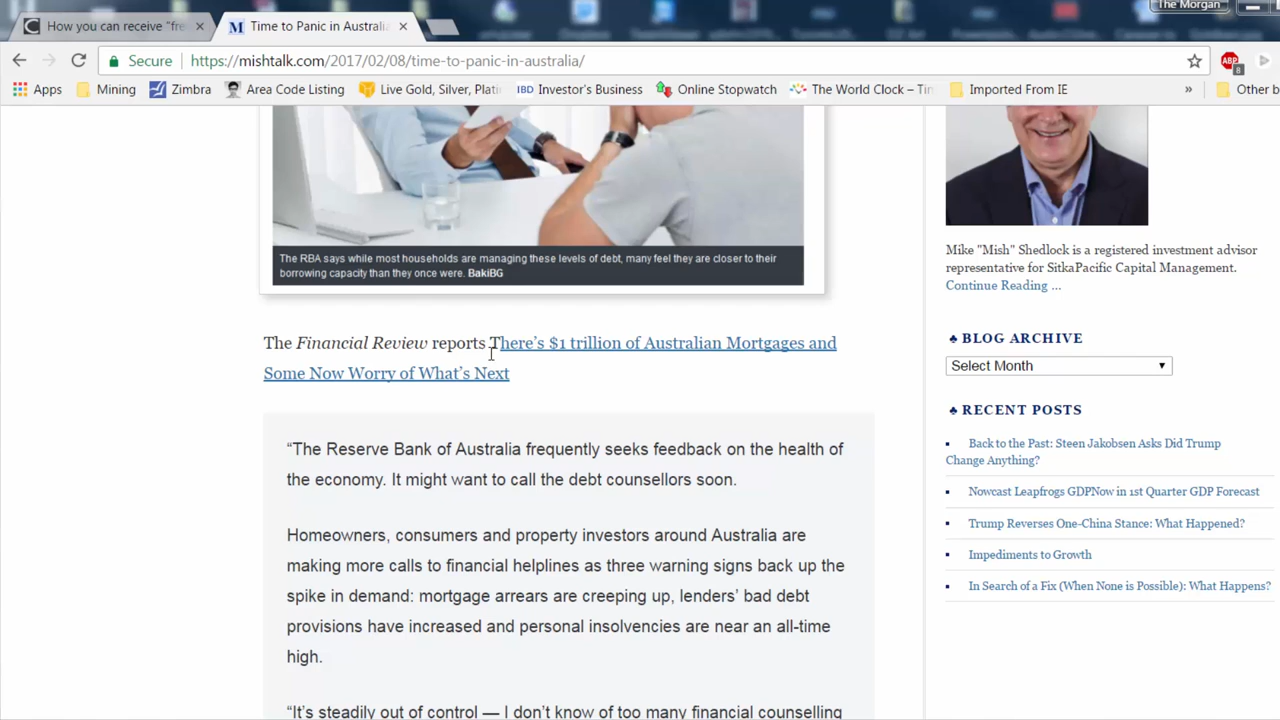 The Morgan
How you can receive "fre
Time to Panic in Australia
Secure
https://mishtalk.com/2017/02/08/time-to-panic-in-australia/
ABP
8
Apps
Mining
Zimbra
Area Code Listing
Live Gold, Silver, Plati
IBD Investor's Business
Online Stopwatch
The World Clock – Tim
Imported From IE
»
Other b
The RBA says while most households are managing these levels of debt, many feel they are closer to their
borrowing capacity than they once were. BakiBG
The Financial Review reports There's $1 trillion of Australian Mortgages and
Some Now Worry of What's Next
“The Reserve Bank of Australia frequently seeks feedback on the health of
the economy. It might want to call the debt counsellors soon.
Homeowners, consumers and property investors around Australia are
making more calls to financial helplines as three warning signs back up the
spike in demand: mortgage arrears are creeping up, lenders’ bad debt
provisions have increased and personal insolvencies are near an all-time
high.
“It’s steadily out of control — I don’t know of too many financial counselling
Mike "Mish" Shedlock is a registered investment advisor
representative for SitkaPacific Capital Management.
Continue Reading ...
♣ BLOG ARCHIVE
Select Month
♣ RECENT POSTS
Back to the Past: Steen Jakobsen Asks Did Trump
Change Anything?
Nowcast Leapfrogs GDPNow in 1st Quarter GDP Forecast
Trump Reverses One-China Stance: What Happened?
Impediments to Growth
In Search of a Fix (When None is Possible): What Happens?